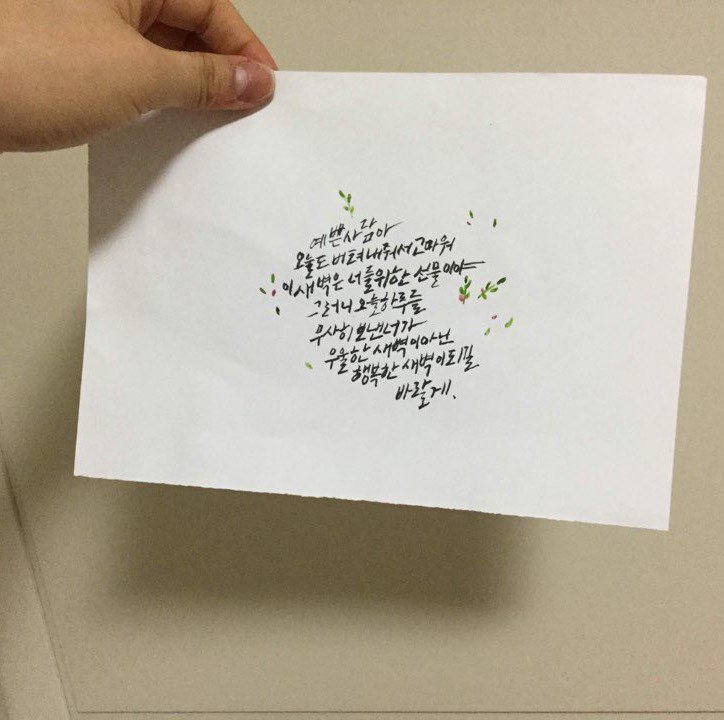 예쁜사람아
오늘도 버텨내줘서고마워
이새벽은 너를위한 선물이야
그러니 오늘하루를
무사히 보낸너가
우울한 새벽이아닌
행복한 새벽이되길
바랄게.